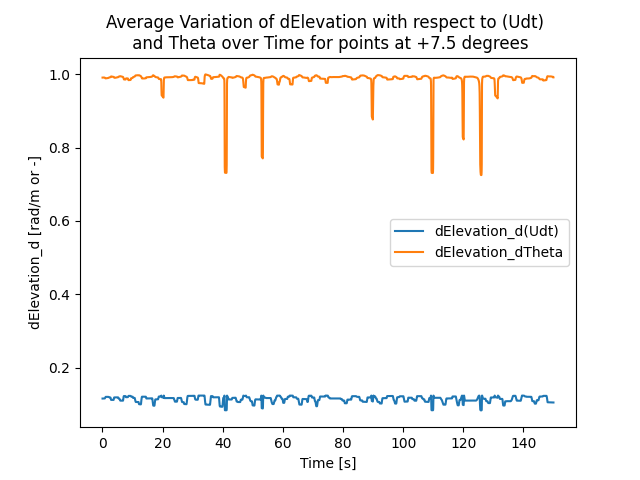 Average Variation of dElevation with respect to (Udt)
and Theta over Time for points at +7.5 degrees
dElevation_d [rad/m or -]
1.0
0.8
0.6
0.4
0.2
dElevation_d(Udt)
dElevation_dTheta
0 20 40 60 80 100 120 140
Time [s]